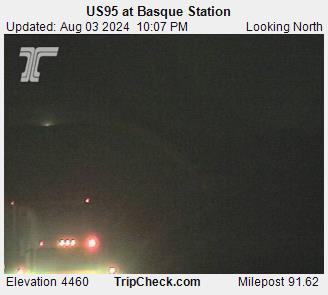 US95 at Basque Station
Updated: Aug 03 2024 10:07 PM Looking North
Elevation 4460 TripCheck.com Milepost 91.62